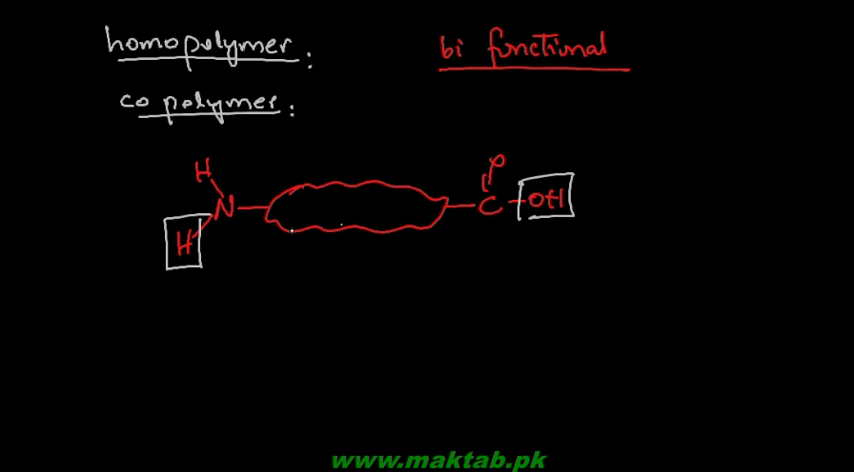 homopolymer:
bi functional
co polymer:
H
O
N
C
OH
H
www.maktab.pk